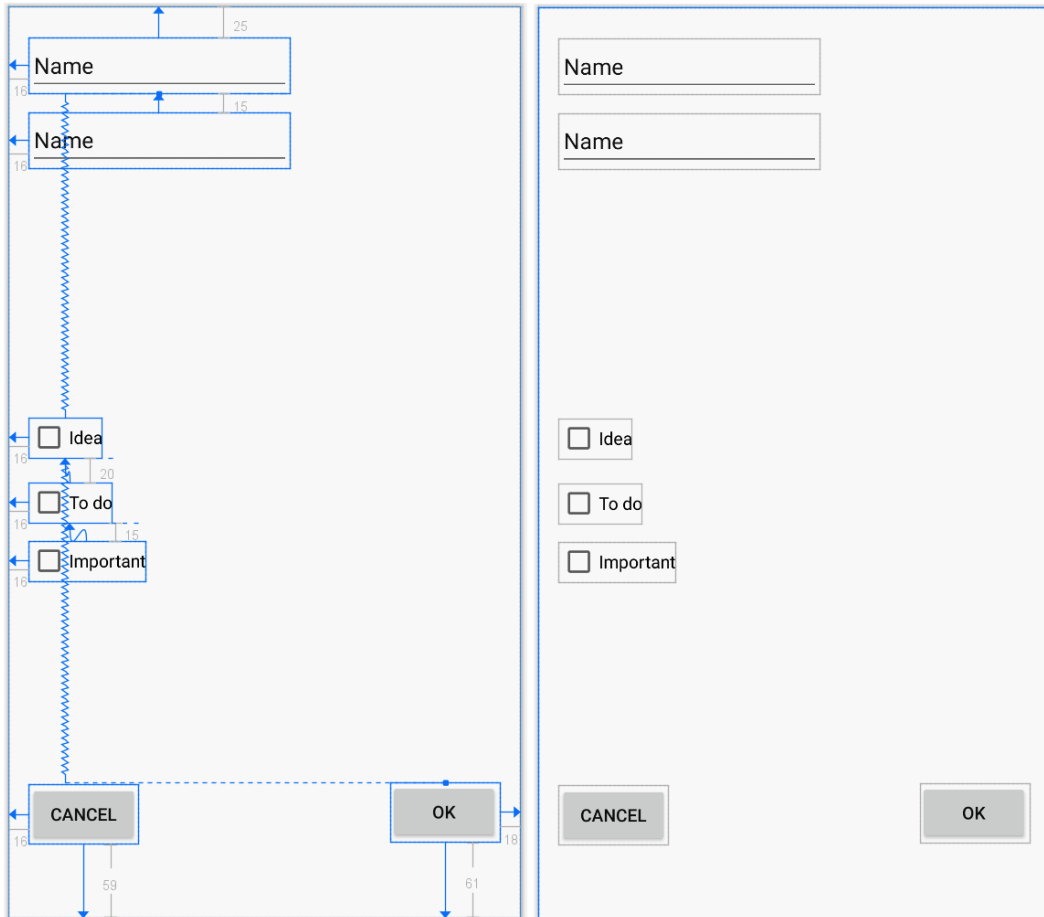 25
Name
16
15
Name
16
Idea
16
20
To do
16
15
Important
16
CANCEL
OK
16
18
59
61
Name
Name
Idea
To do
Important
CANCEL
OK